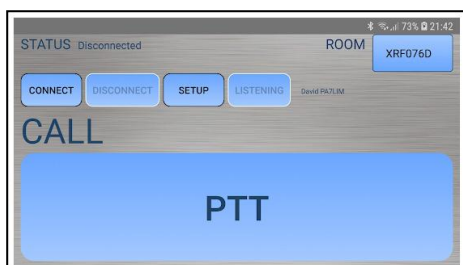 73% 21:42
STATUS Disconnected ROOM XRF076D
CONNECT DISCONNECT SETUP LISTENING David PA7LIM
CALL
PTT